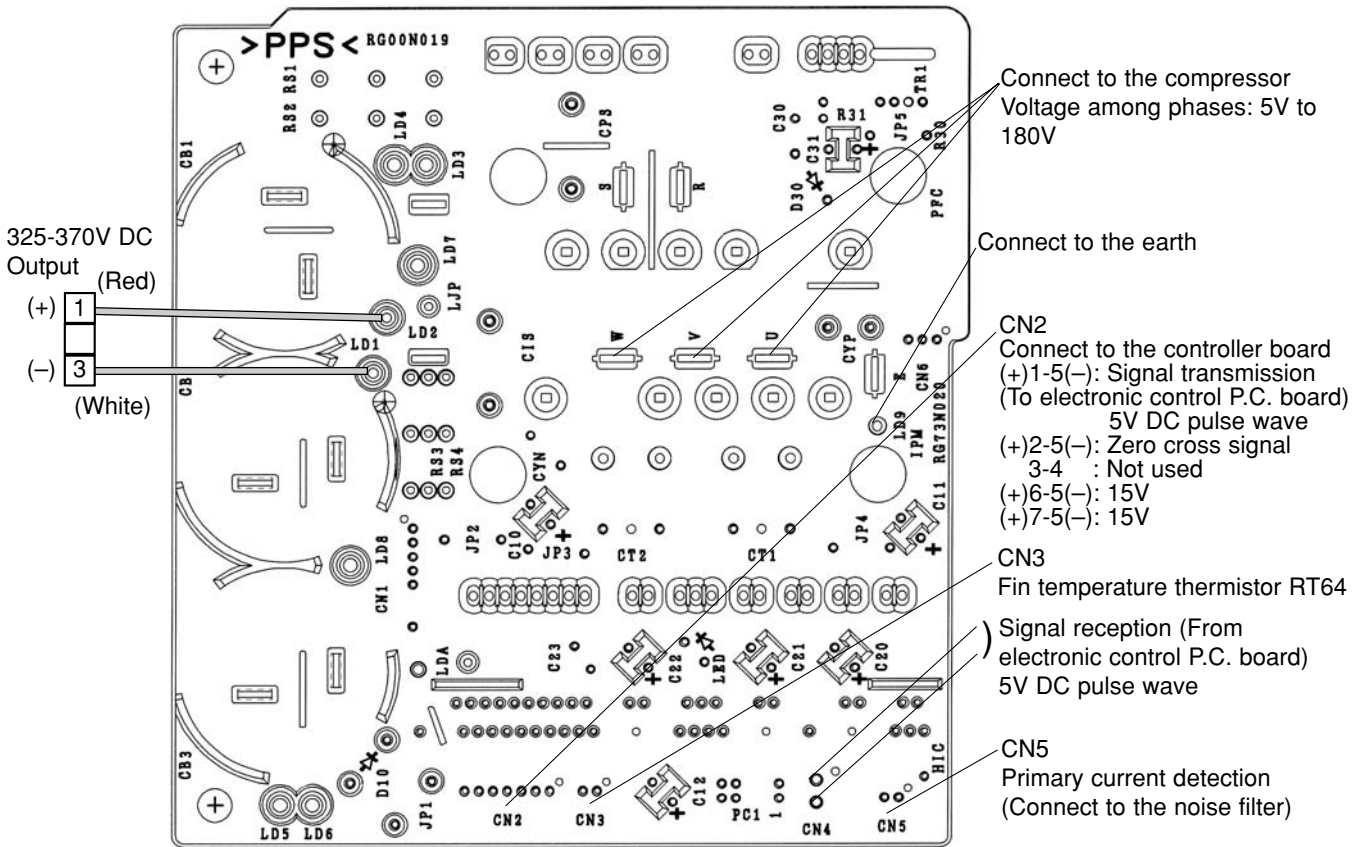 >PPS< RG00N019
RS1
RS2
LD4
LD3
CB1
CPS
C30
R31
C31
JP5
TR1
R30
D30
PFC
S
R
Connect to the compressor
Voltage among phases: 5V to
180V
325-370V DC
Output
(Red)
(+) 1
(–) 3
(White)
LD7
LJP
LD2
LD1
CB
CIS
W
V
U
CYP
E
CN6
LD9
IPM
RG73N020
Connect to the earth
CN2
Connect to the controller board
(+)1-5(–): Signal transmission
(To electronic control P.C. board)
5V DC pulse wave
(+)2-5(–): Zero cross signal
3-4 : Not used
(+)6-5(–): 15V
(+)7-5(–): 15V
RS3
RS4
CYN
JP2
C10
JP3
CT2
CT1
JP4
C11
LD8
CN1
CN3
Fin temperature thermistor RT64
LDA
C23
C22
LED
C21
C20
Signal reception (From
electronic control P.C. board)
5V DC pulse wave
CB3
D10
LD5 LD6
JP1
CN2
CN3
C12
PC1
1
CN4
CN5
HIC
CN5
Primary current detection
(Connect to the noise filter)